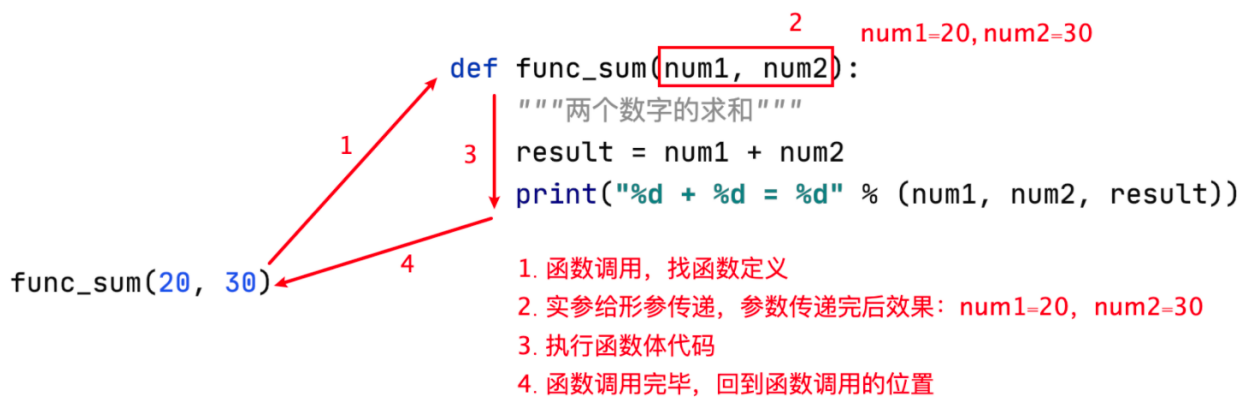 2
num1=20, num2=30
def func_sum(num1, num2):
"""两个数字的求和"""
1
3
result = num1 + num2
print("%d + %d = %d" % (num1, num2, result))
4
func_sum(20, 30)
1. 函数调用，找函数定义
2. 实参给形参传递，参数传递完后效果：num1=20，num2=30
3. 执行函数体代码
4. 函数调用完毕，回到函数调用的位置